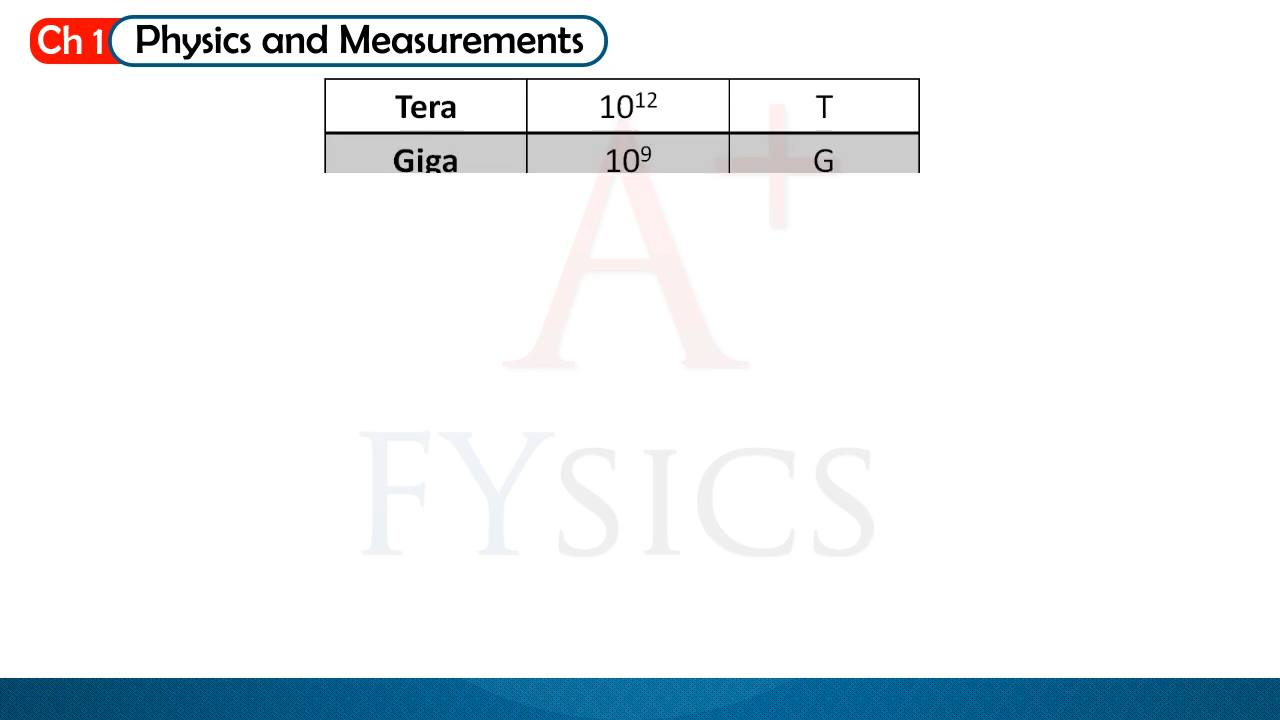 Ch 1 Physics and Measurements
Tera 10¹² T
Giga 10⁹ G
A+
FYSICS